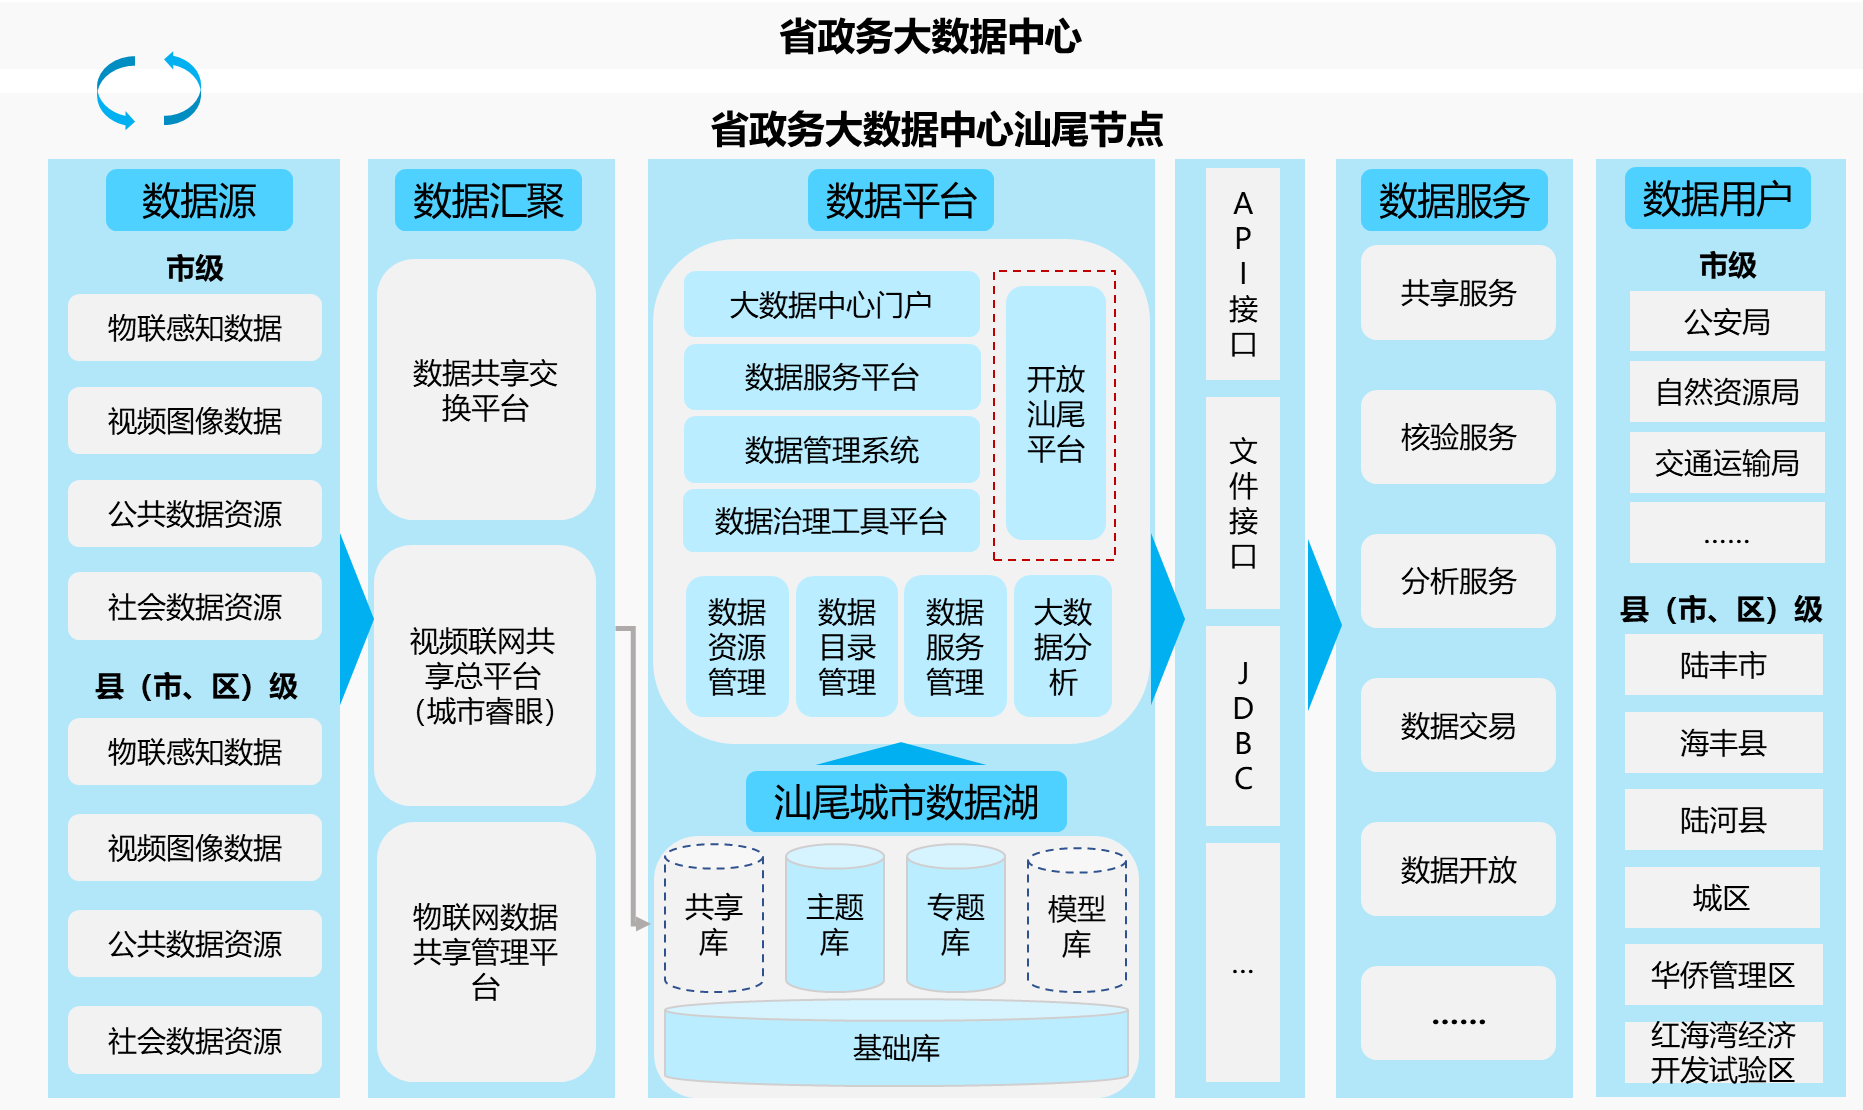 省政务大数据中心
省政务大数据中心汕尾节点
数据源
市级
物联感知数据
视频图像数据
公共数据资源
社会数据资源
县（市、区）级
物联感知数据
视频图像数据
公共数据资源
社会数据资源
数据汇聚
数据共享交
换平台
视频联网共
享总平台
（城市睿眼）
物联网数据
共享管理平
台
数据平台
大数据中心门户
数据服务平台
数据管理系统
数据治理工具平台
开放
汕尾
平台
数据
资源
管理
数据
目录
管理
数据
服务
管理
大数
据分
析
汕尾城市数据湖
共享
库
主题
库
专题
库
模型
库
基础库
A
P
I
接
口
文
件
接
口
J
D
B
C
...
数据服务
共享服务
核验服务
分析服务
数据交易
数据开放
......
数据用户
市级
公安局
自然资源局
交通运输局
......
县（市、区）级
陆丰市
海丰县
陆河县
城区
华侨管理区
红海湾经济
开发试验区